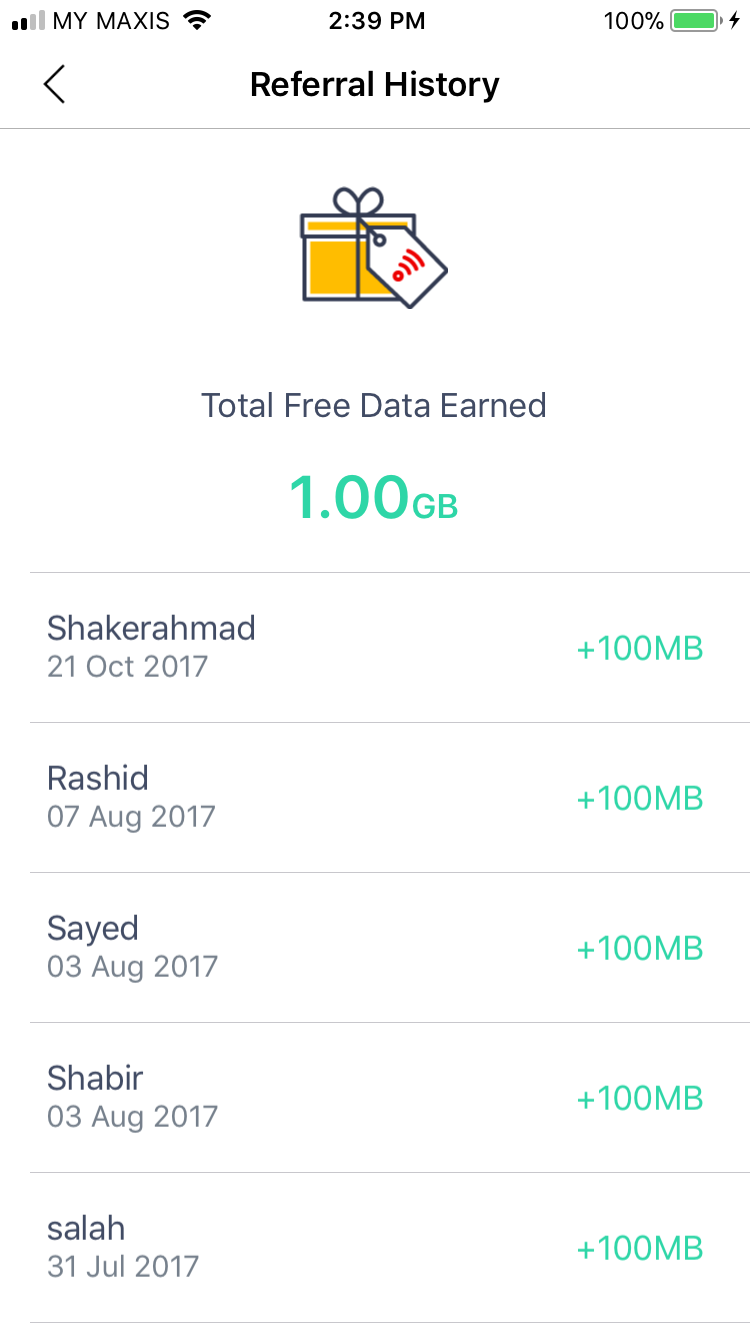 MY MAXIS 2:39 PM 100%
Referral History
Total Free Data Earned
1.00GB
Shakerahmad
21 Oct 2017
+100MB
Rashid
07 Aug 2017
+100MB
Sayed
03 Aug 2017
+100MB
Shabir
03 Aug 2017
+100MB
salah
31 Jul 2017
+100MB